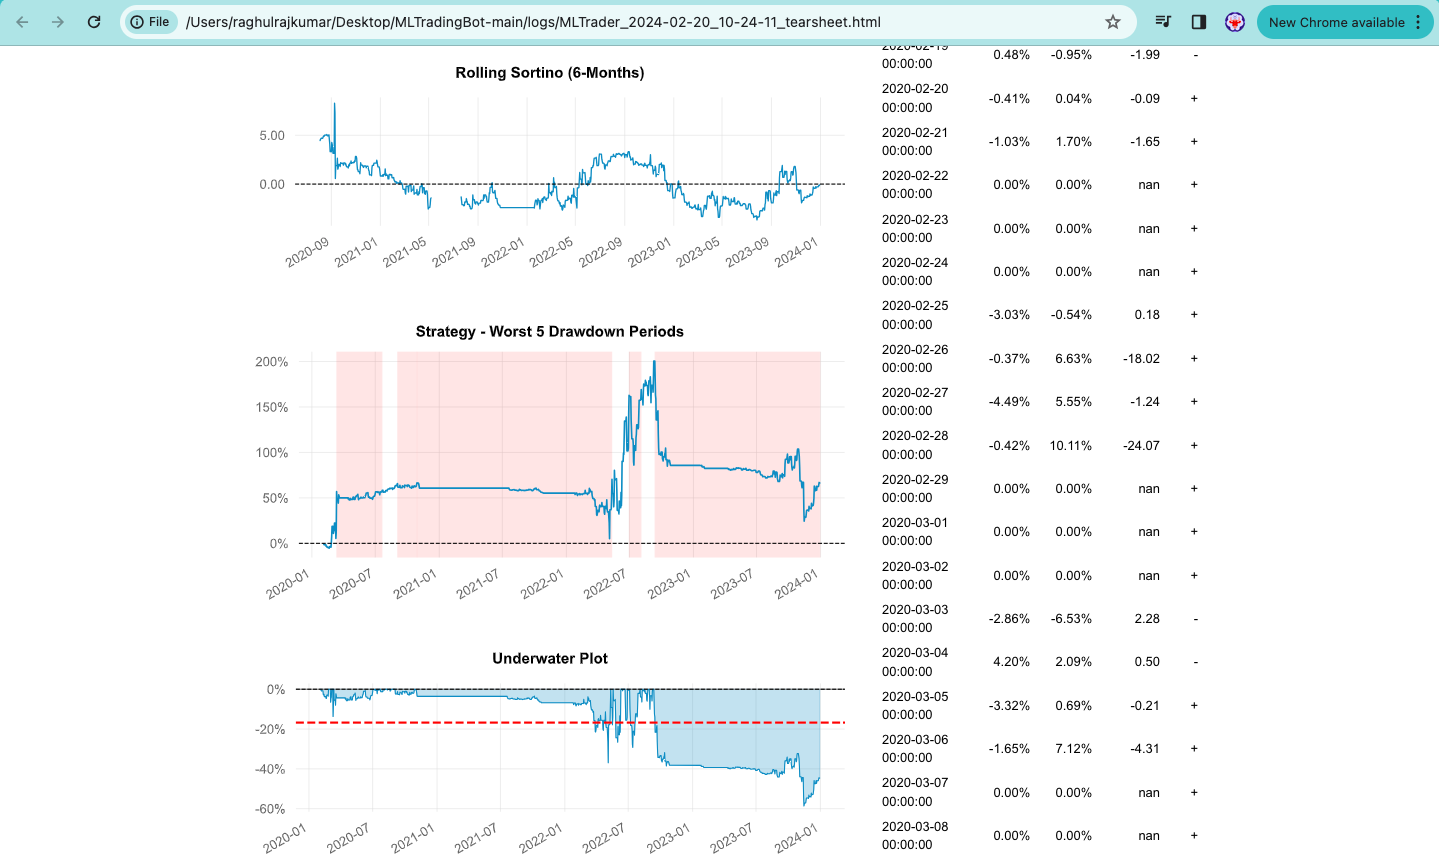 File
/Users/raghulrajkumar/Desktop/MLTradingBot-main/logs/MLTrader_2024-02-20_10-24-11_tearsheet.html
New Chrome available
Rolling Sortino (6-Months)
5.00
0.00
2020-09
2021-01
2021-05
2021-09
2022-01
2022-05
2022-09
2023-01
2023-05
2023-09
2024-01
Strategy - Worst 5 Drawdown Periods
200%
150%
100%
50%
0%
2020-01
2020-07
2021-01
2021-07
2022-01
2022-07
2023-01
2023-07
2024-01
Underwater Plot
0%
-20%
-40%
-60%
2020-01
2020-07
2021-01
2021-07
2022-01
2022-07
2023-01
2023-07
2024-01
2020-02-19
00:00:00 0.48% -0.95% -1.99 -
2020-02-20
00:00:00 -0.41% 0.04% -0.09 +
2020-02-21
00:00:00 -1.03% 1.70% -1.65 +
2020-02-22
00:00:00 0.00% 0.00% nan +
2020-02-23
00:00:00 0.00% 0.00% nan +
2020-02-24
00:00:00 0.00% 0.00% nan +
2020-02-25
00:00:00 -3.03% -0.54% 0.18 +
2020-02-26
00:00:00 -0.37% 6.63% -18.02 +
2020-02-27
00:00:00 -4.49% 5.55% -1.24 +
2020-02-28
00:00:00 -0.42% 10.11% -24.07 +
2020-02-29
00:00:00 0.00% 0.00% nan +
2020-03-01
00:00:00 0.00% 0.00% nan +
2020-03-02
00:00:00 0.00% 0.00% nan +
2020-03-03
00:00:00 -2.86% -6.53% 2.28 -
2020-03-04
00:00:00 4.20% 2.09% 0.50 -
2020-03-05
00:00:00 -3.32% 0.69% -0.21 +
2020-03-06
00:00:00 -1.65% 7.12% -4.31 +
2020-03-07
00:00:00 0.00% 0.00% nan +
2020-03-08
00:00:00 0.00% 0.00% nan +